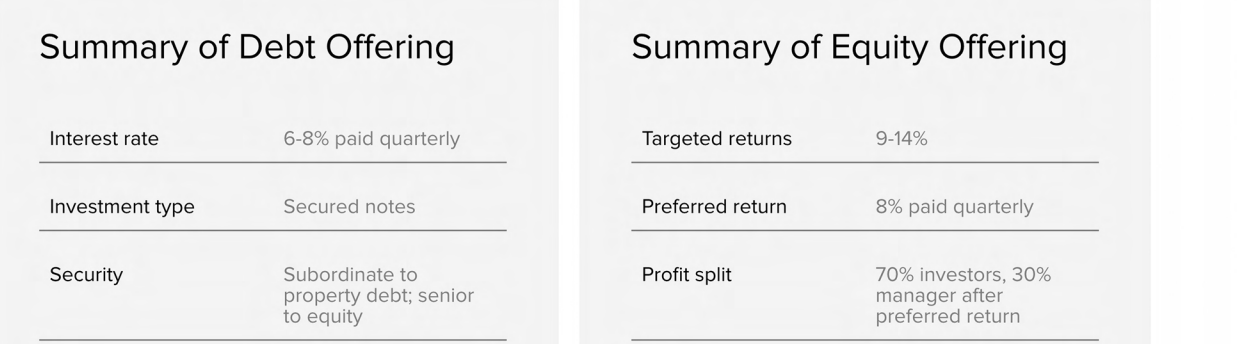 Summary of Debt Offering
Interest rate 6-8% paid quarterly
Investment type Secured notes
Security Subordinate to
property debt; senior
to equity
Summary of Equity Offering
Targeted returns 9-14%
Preferred return 8% paid quarterly
Profit split 70% investors, 30%
manager after
preferred return